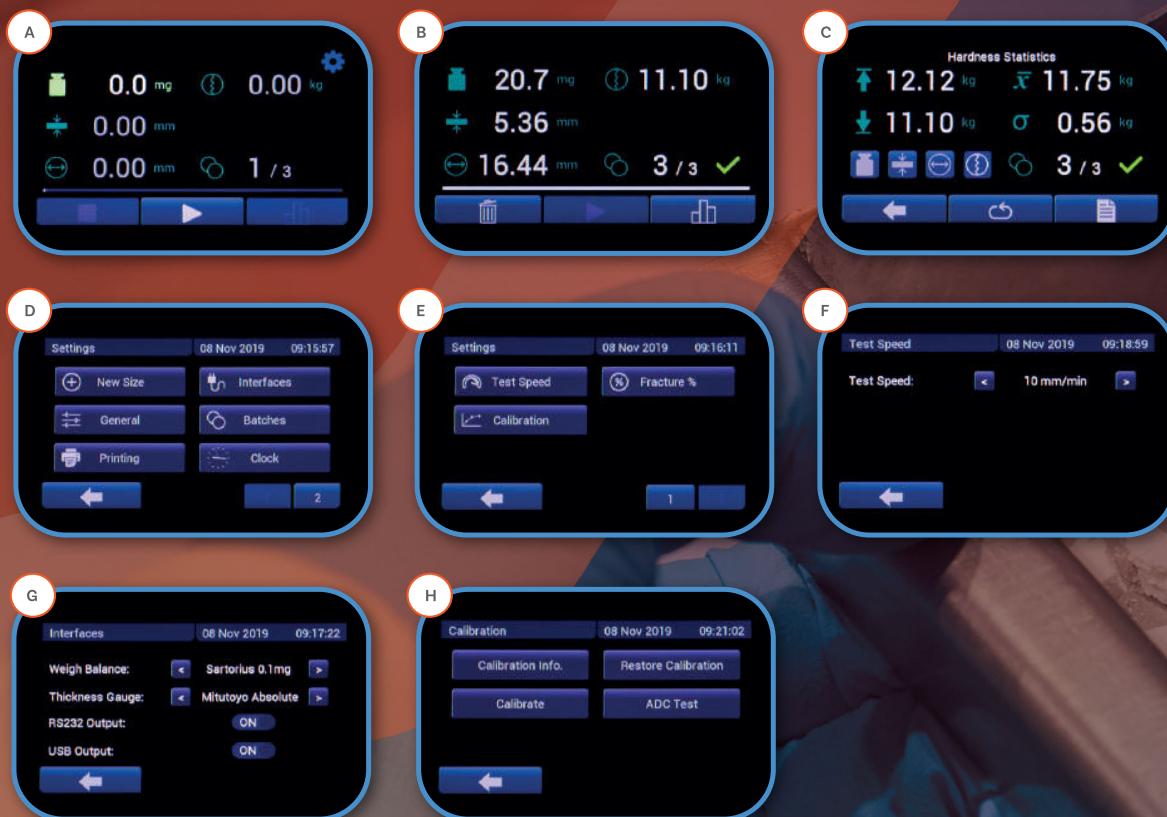 A
0.0 mg 0.00 kg
0.00 mm
0.00 mm 1 / 3
B
20.7 mg 11.10 kg
5.36 mm
16.44 mm 3 / 3
C
Hardness Statistics
12.12 kg x̄ 11.75 kg
11.10 kg σ 0.56 kg
3 / 3
D
Settings 08 Nov 2019 09:15:57
New Size Interfaces
General Batches
Printing Clock
2
E
Settings 08 Nov 2019 09:16:11
Test Speed % Fracture %
Calibration
1
F
Test Speed 08 Nov 2019 09:18:59
Test Speed: < 10 mm/min >
G
Interfaces 08 Nov 2019 09:17:22
Weigh Balance: < Sartorius 0.1mg >
Thickness Gauge: < Mitutoyo Absolute >
RS232 Output: ON
USB Output: ON
H
Calibration 08 Nov 2019 09:21:02
Calibration Info. Restore Calibration
Calibrate ADC Test